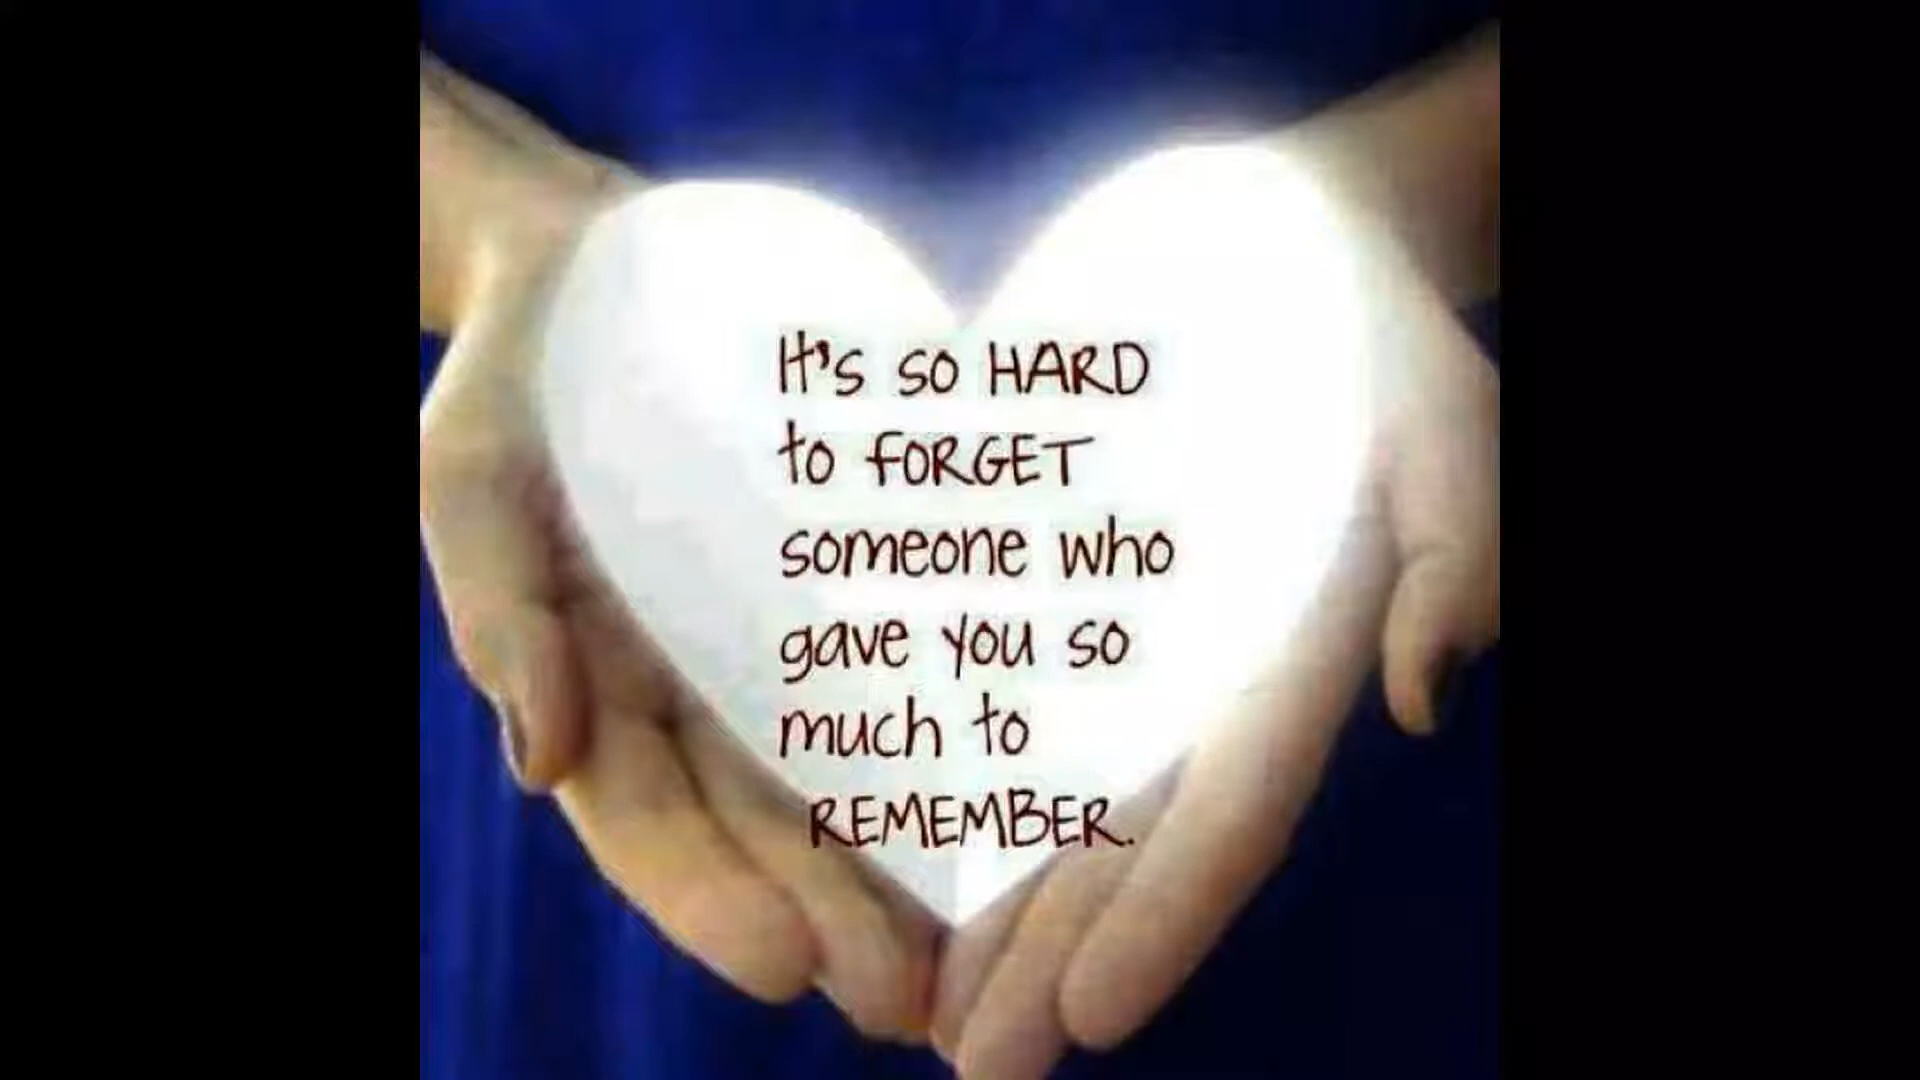 It's so HARD
to FORGET
someone who
gave you so
much to
REMEMBER.